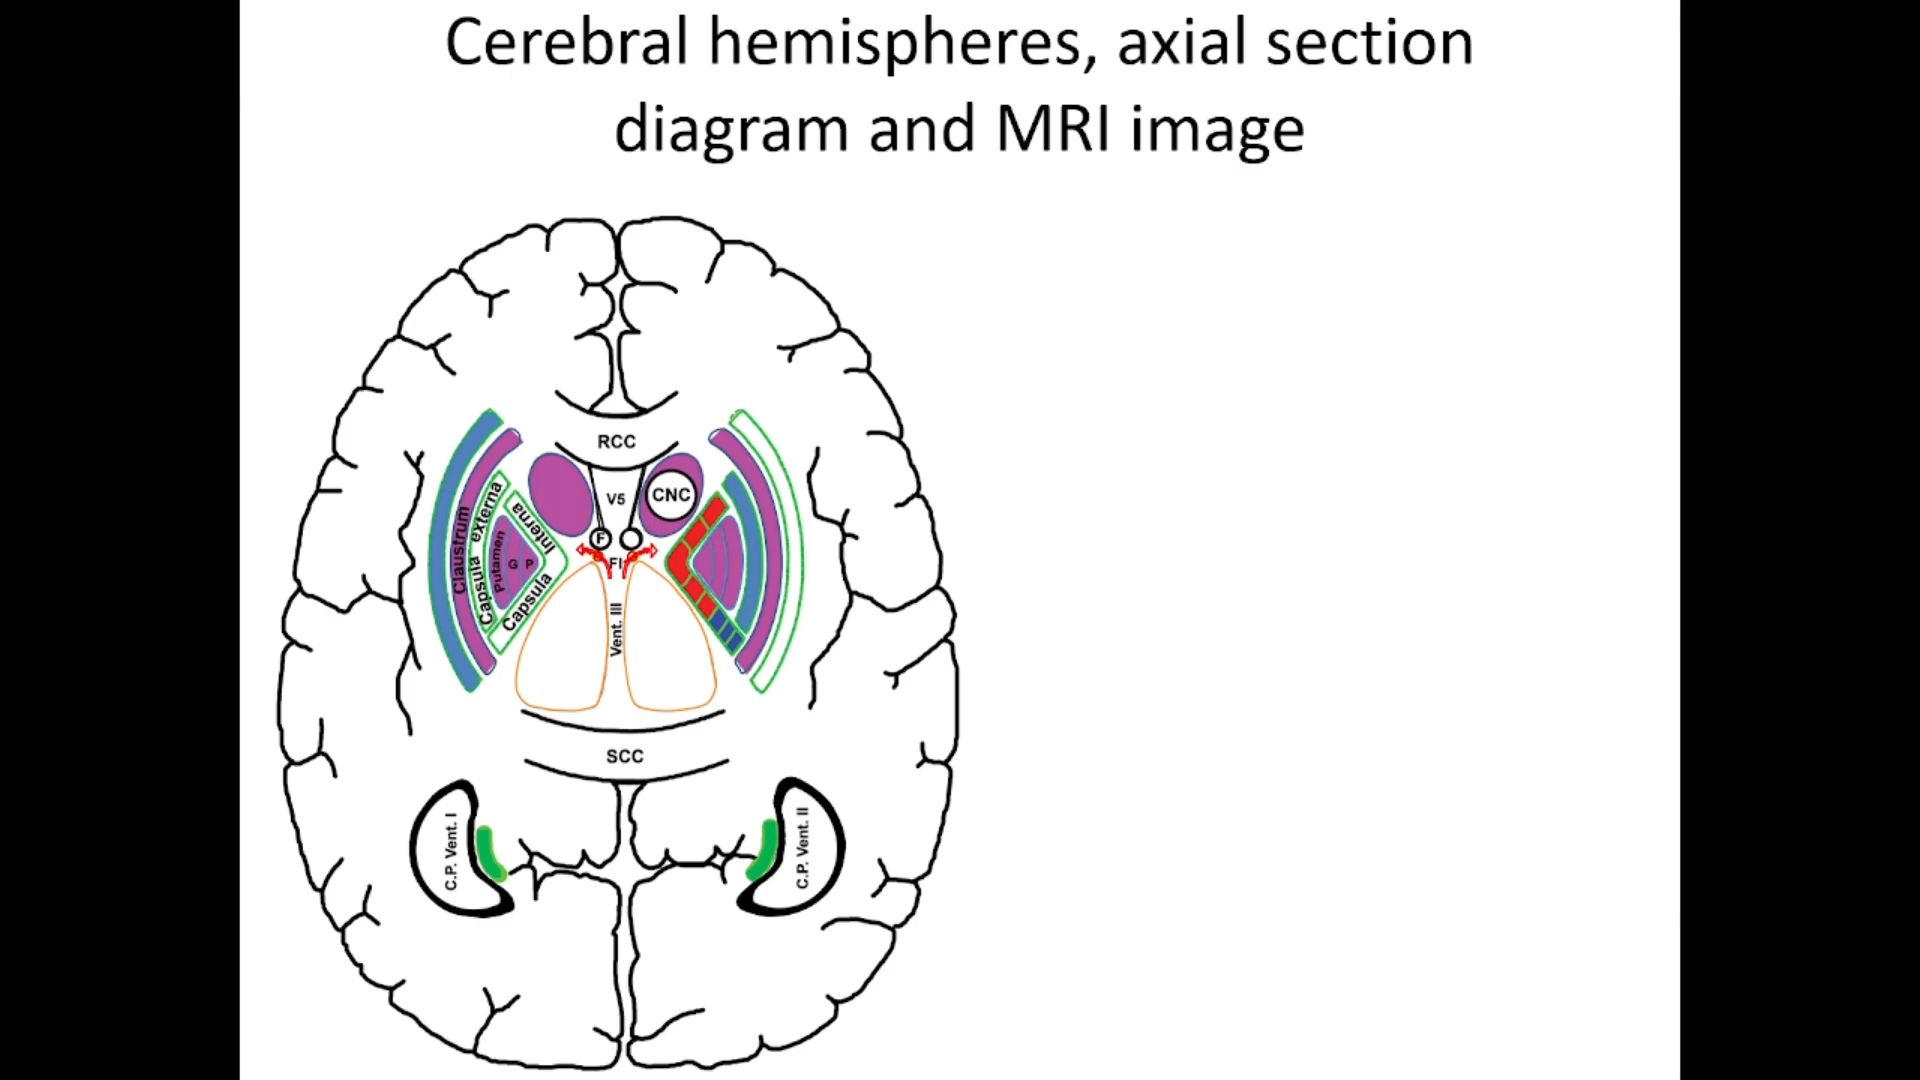 Cerebral hemispheres, axial section
diagram and MRI image
RCC
V5
CNC
F
Claustrum
Capsula externa
Putamen
G P
Capsula Interna
Vent. III
SCC
C.P. Vent. I
C.P. Vent. II